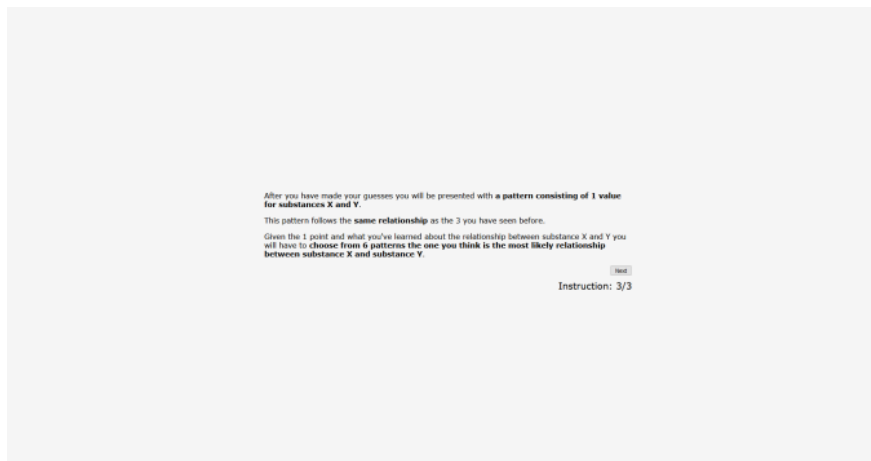 After you have made your guesses you will be presented with a pattern consisting of 1 value
for substances X and Y.
This pattern follows the same relationship as the 3 you have seen before.
Given the 1 point and what you've learned about the relationship between substance X and Y you
will have to choose from 6 patterns the one you think is the most likely relationship
between substance X and substance Y.
Next
Instruction: 3/3